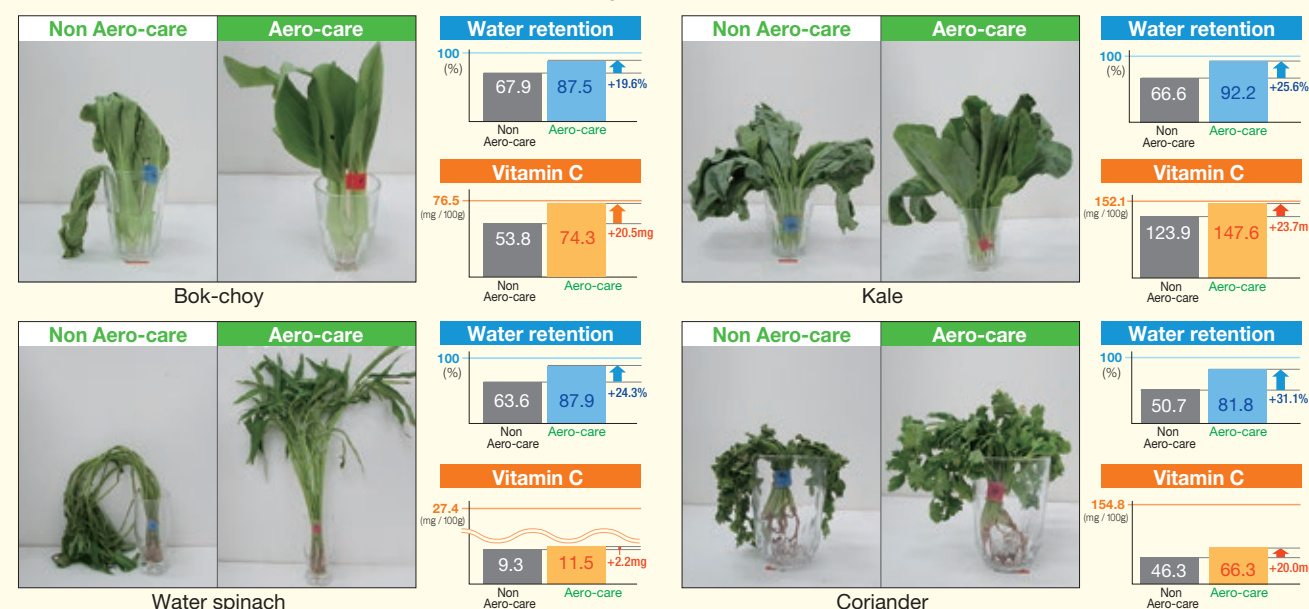 Non Aero-care
Aero-care
Bok-choy
Water retention
100
(%)
67.9
87.5
+19.6%
Non
Aero-care
Aero-care
Vitamin C
76.5
(mg / 100g)
53.8
74.3
+20.5mg
Non
Aero-care
Aero-care
Non Aero-care
Aero-care
Kale
Water retention
100
(%)
66.6
92.2
+25.6%
Non
Aero-care
Aero-care
Vitamin C
152.1
(mg / 100g)
123.9
147.6
+23.7m
Non
Aero-care
Aero-care
Non Aero-care
Aero-care
Water spinach
Water retention
100
(%)
63.6
87.9
+24.3%
Non
Aero-care
Aero-care
Vitamin C
27.4
(mg / 100g)
9.3
11.5
+2.2mg
Non
Aero-care
Aero-care
Non Aero-care
Aero-care
Coriander
Water retention
100
(%)
50.7
81.8
+31.1%
Non
Aero-care
Aero-care
Vitamin C
154.8
(mg / 100g)
46.3
66.3
+20.0m
Non
Aero-care
Aero-care